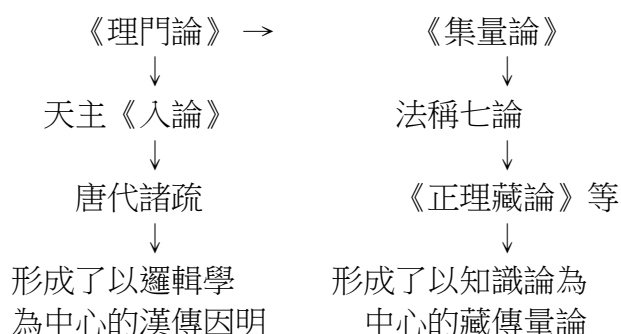 《理門論》→ 《集量論》
↓ ↓
天主《入論》 法稱七論
↓ ↓
唐代諸疏 《正理藏論》等
↓ ↓
形成了以邏輯學 形成了以知識論為
為中心的漢傳因明 中心的藏傳量論